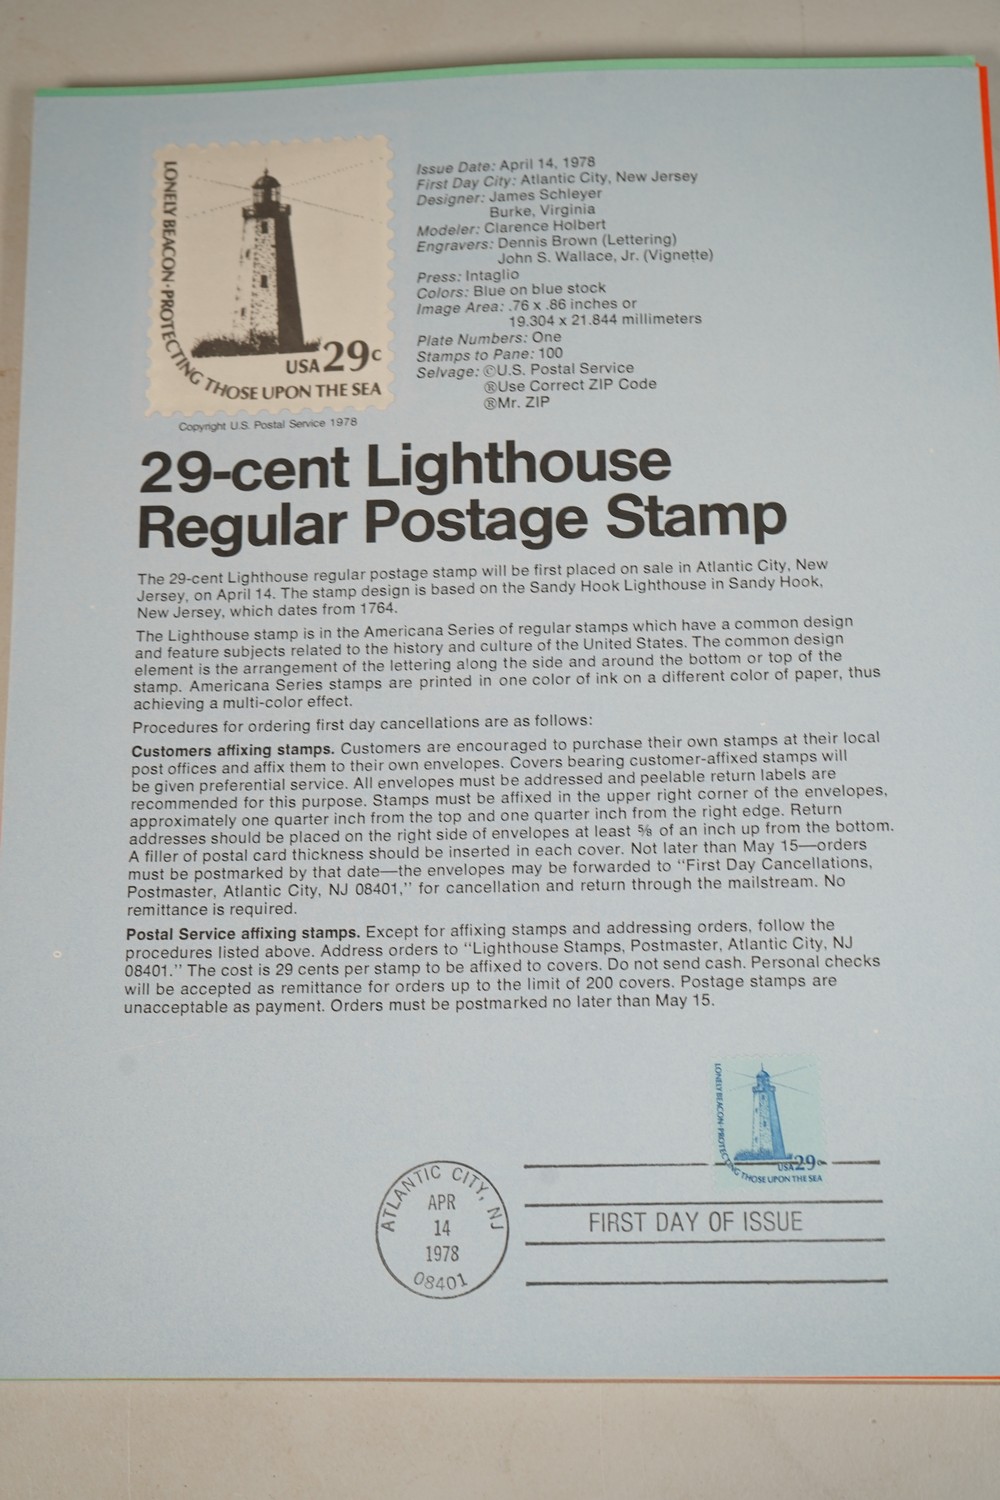 LONELY BEACON·PROTECTING THOSE UPON THE SEA
USA 29c
Copyright U.S. Postal Service 1978
Issue Date: April 14, 1978
First Day City: Atlantic City, New Jersey
Designer: James Schleyer
Burke, Virginia
Modeler: Clarence Holbert
Engravers: Dennis Brown (Lettering)
John S. Wallace, Jr. (Vignette)
Press: Intaglio
Colors: Blue on blue stock
Image Area: .76 x .86 inches or
19.304 x 21.844 millimeters
Plate Numbers: One
Stamps to Pane: 100
Selvage: ©U.S. Postal Service
®Use Correct ZIP Code
®Mr. ZIP
29-cent Lighthouse
Regular Postage Stamp
The 29-cent Lighthouse regular postage stamp will be first placed on sale in Atlantic City, New
Jersey, on April 14. The stamp design is based on the Sandy Hook Lighthouse in Sandy Hook,
New Jersey, which dates from 1764.
The Lighthouse stamp is in the Americana Series of regular stamps which have a common design
and feature subjects related to the history and culture of the United States. The common design
element is the arrangement of the lettering along the side and around the bottom or top of the
stamp. Americana Series stamps are printed in one color of ink on a different color of paper, thus
achieving a multi-color effect.
Procedures for ordering first day cancellations are as follows:
Customers affixing stamps. Customers are encouraged to purchase their own stamps at their local
post offices and affix them to their own envelopes. Covers bearing customer-affixed stamps will
be given preferential service. All envelopes must be addressed and peelable return labels are
recommended for this purpose. Stamps must be affixed in the upper right corner of the envelopes,
approximately one quarter inch from the top and one quarter inch from the right edge. Return
addresses should be placed on the right side of envelopes at least ⅝ of an inch up from the bottom.
A filler of postal card thickness should be inserted in each cover. Not later than May 15—orders
must be postmarked by that date—the envelopes may be forwarded to "First Day Cancellations,
Postmaster, Atlantic City, NJ 08401," for cancellation and return through the mailstream. No
remittance is required.
Postal Service affixing stamps. Except for affixing stamps and addressing orders, follow the
procedures listed above. Address orders to "Lighthouse Stamps, Postmaster, Atlantic City, NJ
08401." The cost is 29 cents per stamp to be affixed to covers. Do not send cash. Personal checks
will be accepted as remittance for orders up to the limit of 200 covers. Postage stamps are
unacceptable as payment. Orders must be postmarked no later than May 15.
LONELY BEACON·PROTECTING THOSE UPON THE SEA
USA 29c
ATLANTIC CITY, NJ
APR
14
1978
08401
FIRST DAY OF ISSUE